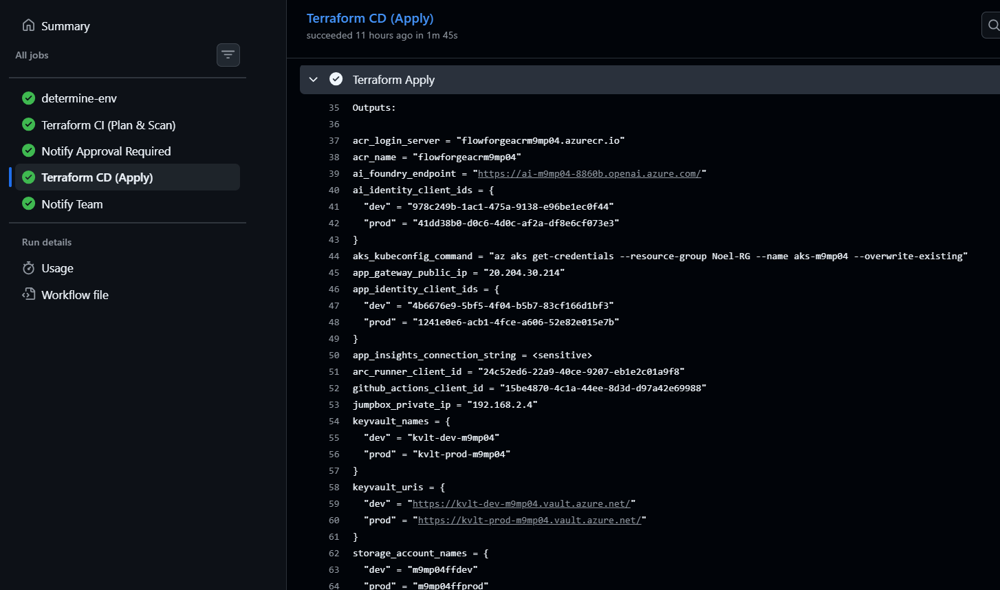 Summary
All jobs
determine-env
Terraform CI (Plan & Scan)
Notify Approval Required
Terraform CD (Apply)
Notify Team
Run details
Usage
Workflow file
Terraform CD (Apply)
succeeded 11 hours ago in 1m 45s
Terraform Apply
35 Outputs:
36
37 acr_login_server = "flowforgeacrm9mp04.azurecr.io"
38 acr_name = "flowforgeacrm9mp04"
39 ai_foundry_endpoint = "https://ai-m9mp04-8860b.openai.azure.com/"
40 ai_identity_client_ids = {
41 "dev" = "978c249b-1ac1-475a-9138-e96be1ec0f44"
42 "prod" = "41dd38b0-d0c6-4d0c-af2a-df8e6cf073e3"
43 }
44 aks_kubeconfig_command = "az aks get-credentials --resource-group Noel-RG --name aks-m9mp04 --overwrite-existing"
45 app_gateway_public_ip = "20.204.30.214"
46 app_identity_client_ids = {
47 "dev" = "4b6676e9-5bf5-4f04-b5b7-83cf166d1bf3"
48 "prod" = "1241e0e6-acb1-4fce-a606-52e82e015e7b"
49 }
50 app_insights_connection_string = <sensitive>
51 arc_runner_client_id = "24c52ed6-22a9-40ce-9207-eb1e2c01a9f8"
52 github_actions_client_id = "15be4870-4c1a-44ee-8d3d-d97a42e69988"
53 jumpbox_private_ip = "192.168.2.4"
54 keyvault_names = {
55 "dev" = "kvlt-dev-m9mp04"
56 "prod" = "kvlt-prod-m9mp04"
57 }
58 keyvault_uris = {
59 "dev" = "https://kvlt-dev-m9mp04.vault.azure.net/"
60 "prod" = "https://kvlt-prod-m9mp04.vault.azure.net/"
61 }
62 storage_account_names = {
63 "dev" = "m9mp04ffdev"
64 "prod" = "m9mp04ffprod"